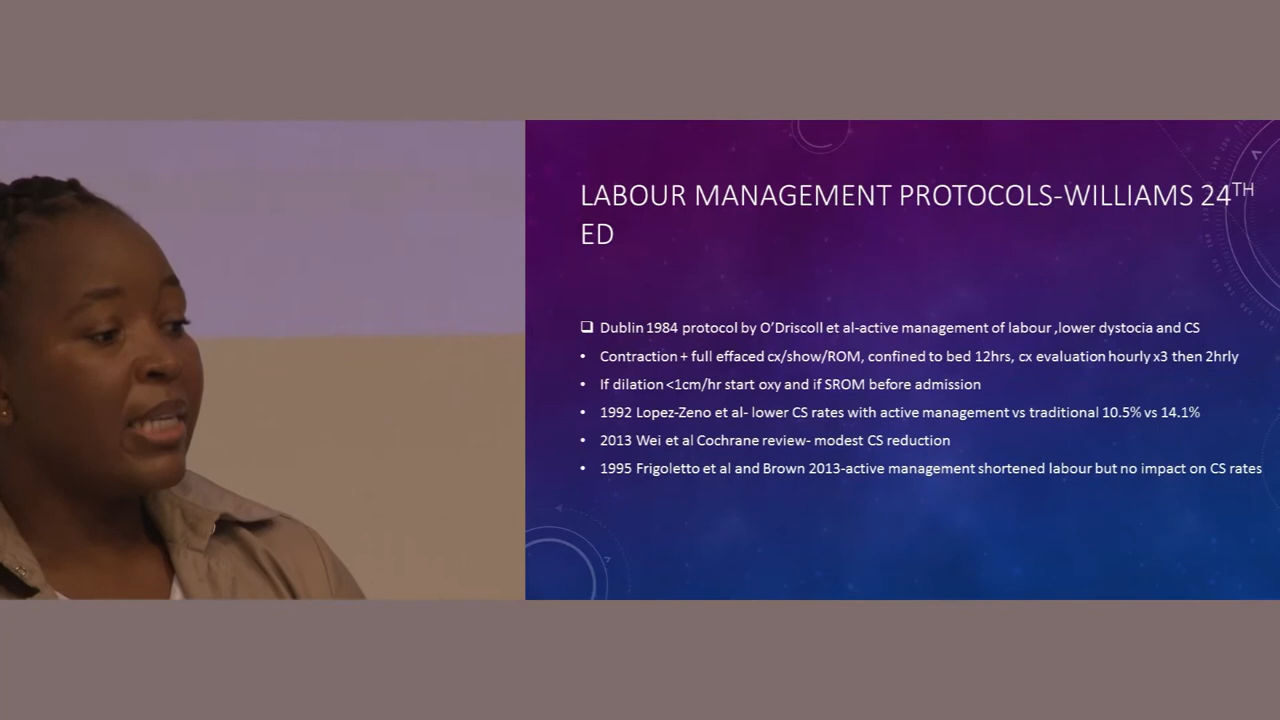 LABOUR MANAGEMENT PROTOCOLS-WILLIAMS 24TH
ED
Dublin 1984 protocol by O’Driscoll et al-active management of labour ,lower dystocia and CS
Contraction + full effaced cx/show/ROM, confined to bed 12hrs, cx evaluation hourly x3 then 2hrly
If dilation <1cm/hr start oxy and if SROM before admission
1992 Lopez-Zeno et al- lower CS rates with active management vs traditional 10.5% vs 14.1%
2013 Wei et al Cochrane review- modest CS reduction
1995 Frigoletto et al and Brown 2013-active management shortened labour but no impact on CS rates